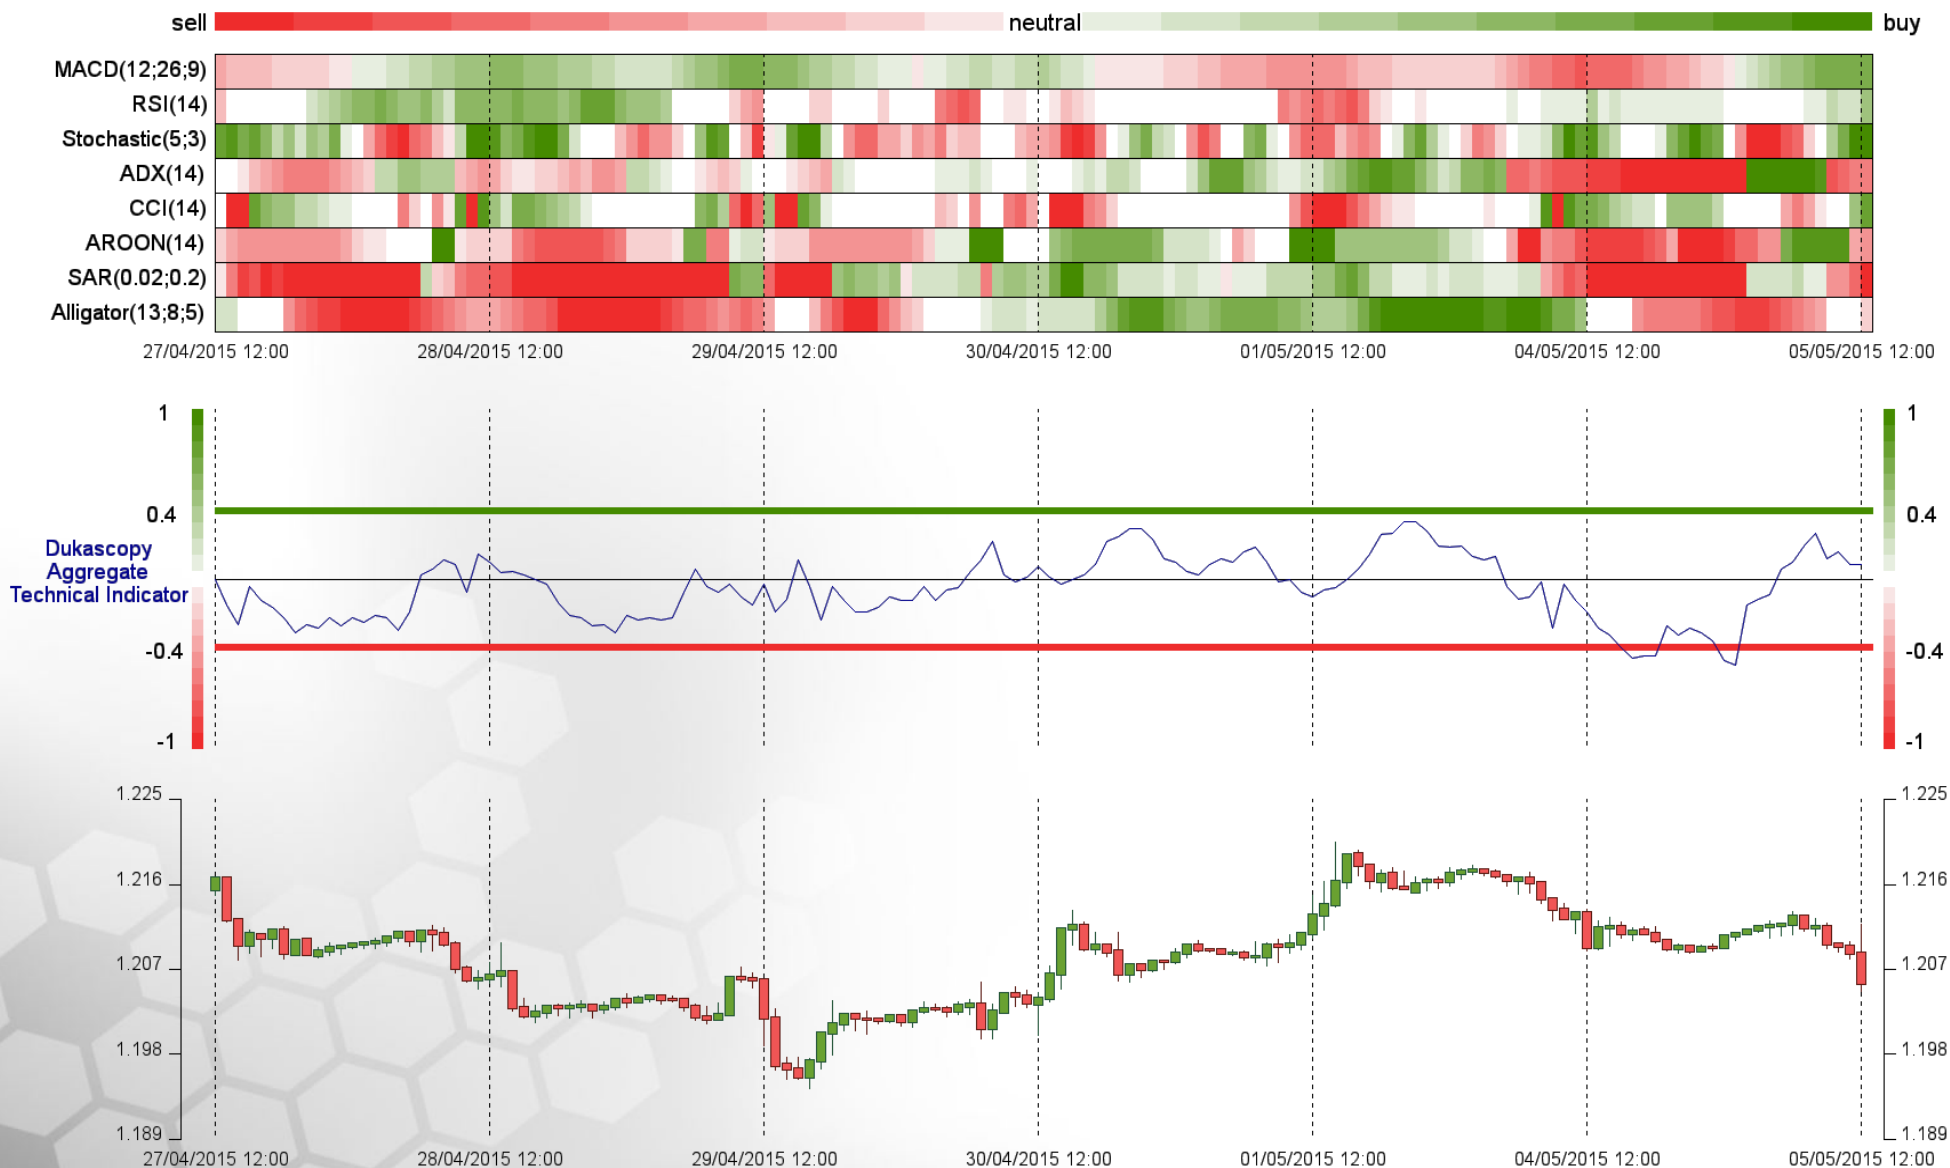 sell neutral buy
MACD(12;26;9)
RSI(14)
Stochastic(5;3)
ADX(14)
CCI(14)
AROON(14)
SAR(0.02;0.2)
Alligator(13;8;5)
27/04/2015 12:00 28/04/2015 12:00 29/04/2015 12:00 30/04/2015 12:00 01/05/2015 12:00 04/05/2015 12:00 05/05/2015 12:00
1 1
0.4 0.4
Dukascopy
Aggregate
Technical Indicator
-0.4 -0.4
-1 -1
1.225 1.225
1.216 1.216
1.207 1.207
1.198 1.198
1.189 1.189
27/04/2015 12:00 28/04/2015 12:00 29/04/2015 12:00 30/04/2015 12:00 01/05/2015 12:00 04/05/2015 12:00 05/05/2015 12:00